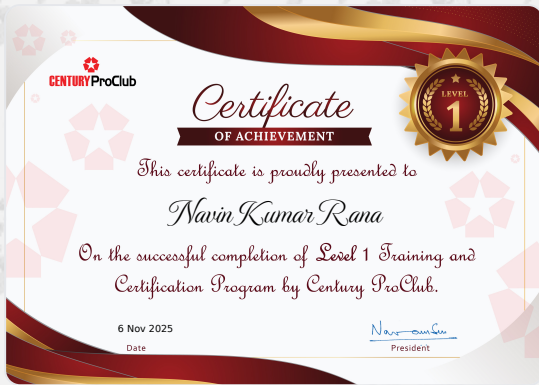 CENTURY ProClub
Certificate
OF ACHIEVEMENT
LEVEL
1
This certificate is proudly presented to
Navin Kumar Rana
On the successful completion of Level 1 Training and
Certification Program by Century ProClub.
6 Nov 2025
Date
President